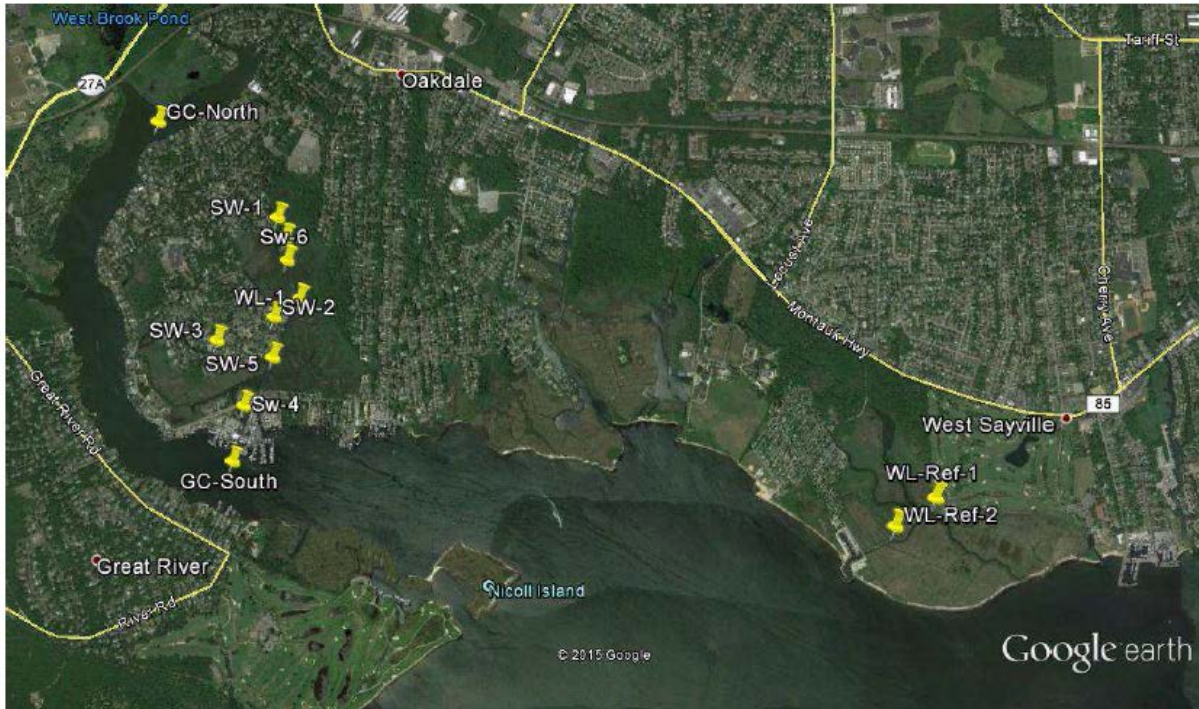 West Brook Pond
27A
Oakdale
Tariff St
GC-North
SW-1
Sw-6
WL-1
SW-2
SW-3
SW-5
Sw-4
GC-South
Locust Ave
Montauk Hwy
Cherry Ave
85
West Sayville
Great River Rd
WL-Ref-1
WL-Ref-2
Great River
River Rd
Nicoll Island
© 2015 Google
Google earth